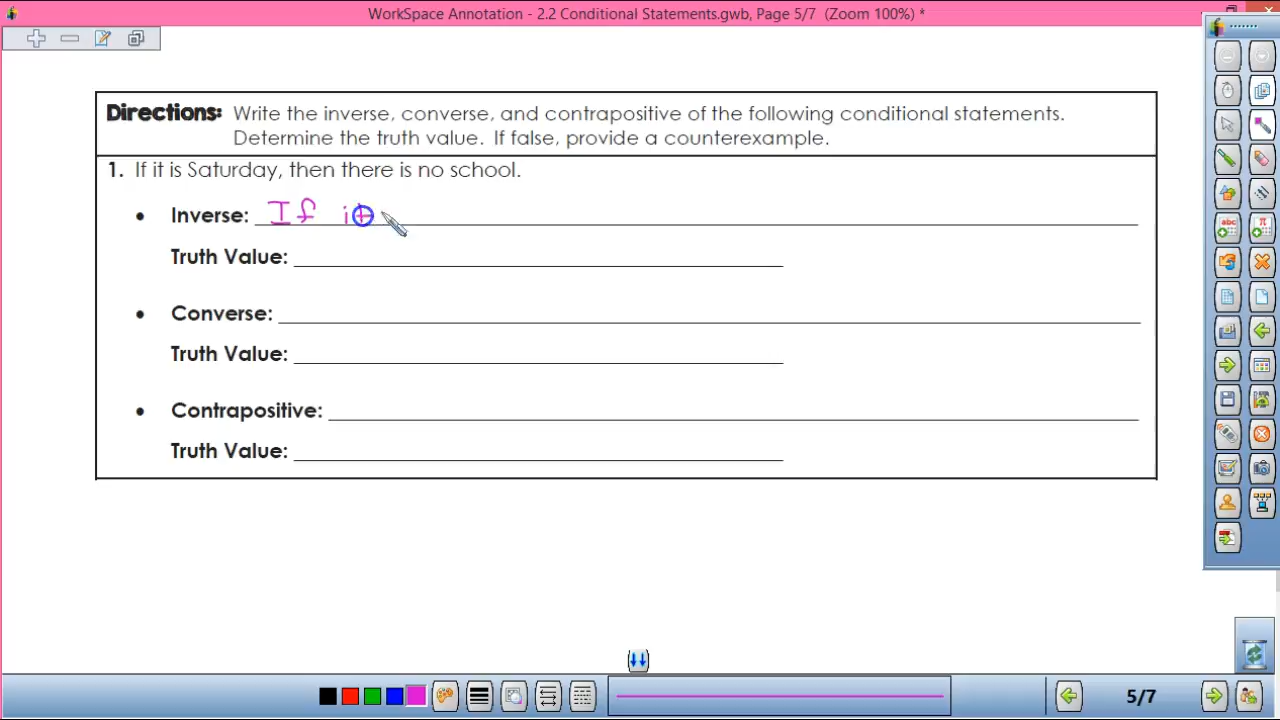 WorkSpace Annotation - 2.2 Conditional Statements.gwb, Page 5/7 (Zoom 100%) *
Directions: Write the inverse, converse, and contrapositive of the following conditional statements.
Determine the truth value. If false, provide a counterexample.
1. If it is Saturday, then there is no school.
• Inverse: If it
Truth Value:
• Converse:
Truth Value:
• Contrapositive:
Truth Value:
abc
π
5/7